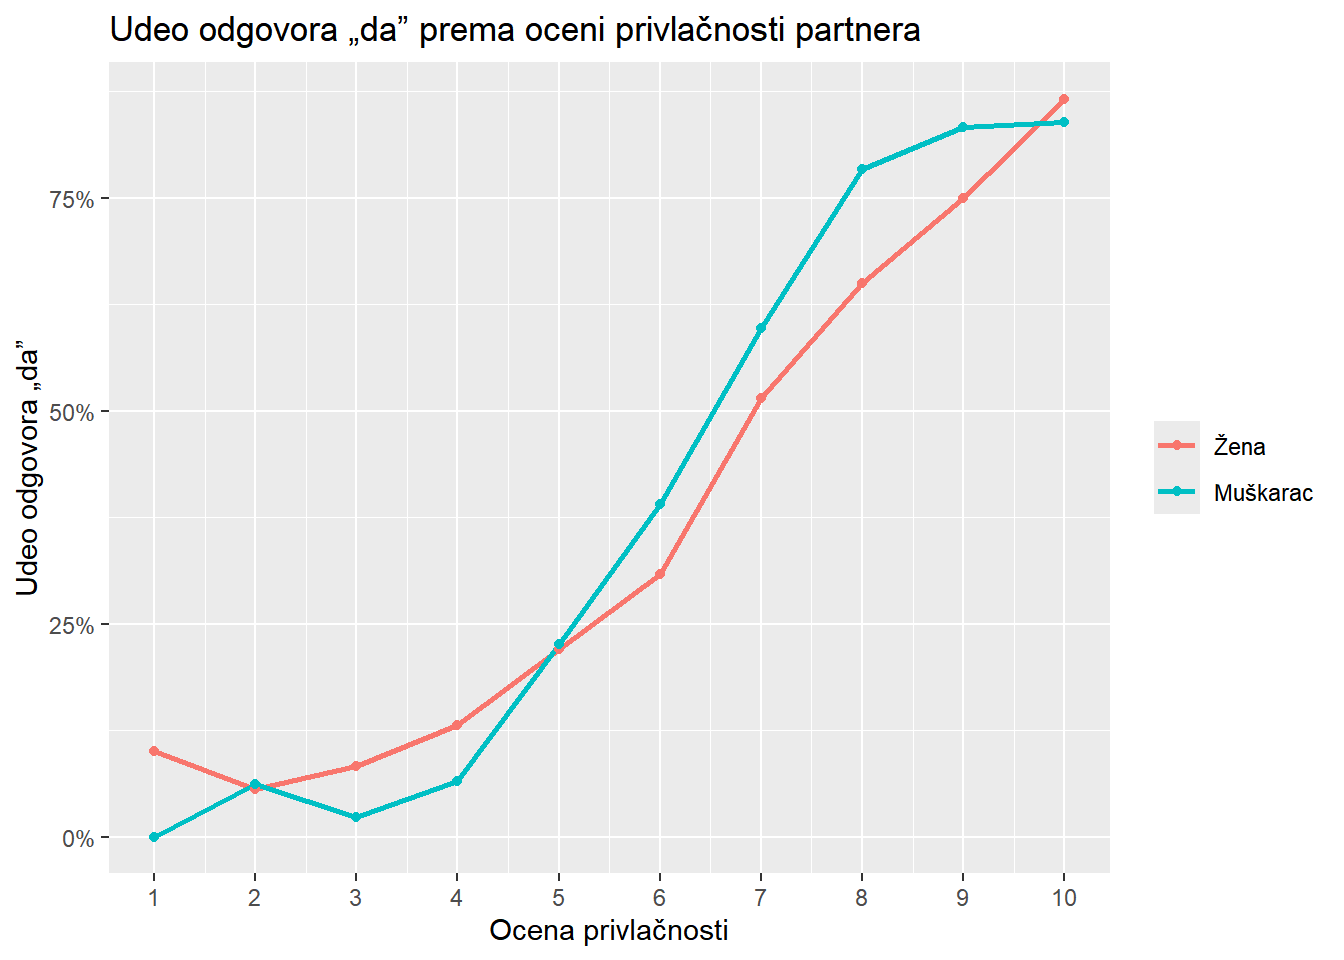 Udeo odgovora „da” prema oceni privlačnosti partnera
Udeo odgovora „da”
75%
50%
25%
0%
1 2 3 4 5 6 7 8 9 10
Ocena privlačnosti
Žena
Muškarac